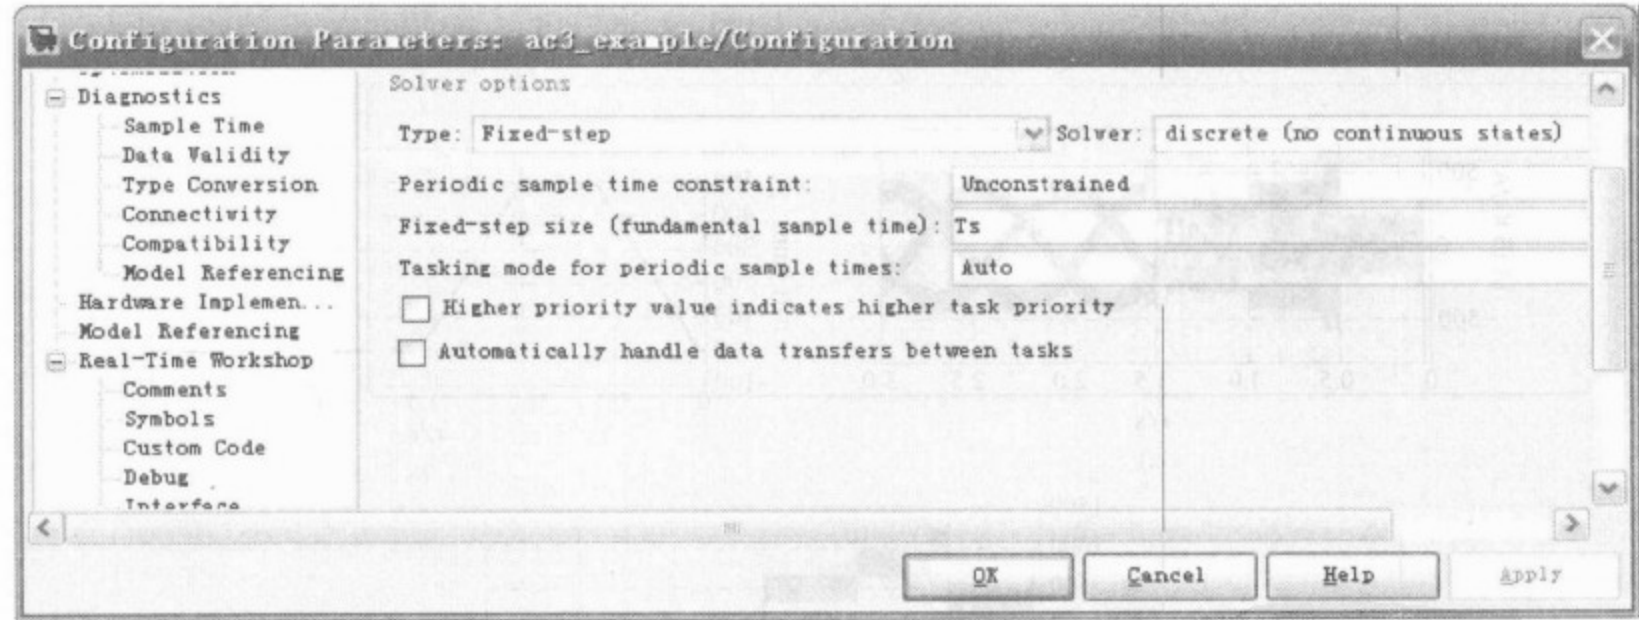 Configuration Parameters: ac3_example/Configuration
Diagnostics
Sample Time
Data Validity
Type Conversion
Connectivity
Compatibility
Model Referencing
Hardware Implemen...
Model Referencing
Real-Time Workshop
Comments
Symbols
Custom Code
Debug
Interface
Solver options
Type: Fixed-step Solver: discrete (no continuous states)
Periodic sample time constraint: Unconstrained
Fixed-step size (fundamental sample time): Ts
Tasking mode for periodic sample times: Auto
Higher priority value indicates higher task priority
Automatically handle data transfers between tasks
OK Cancel Help Apply